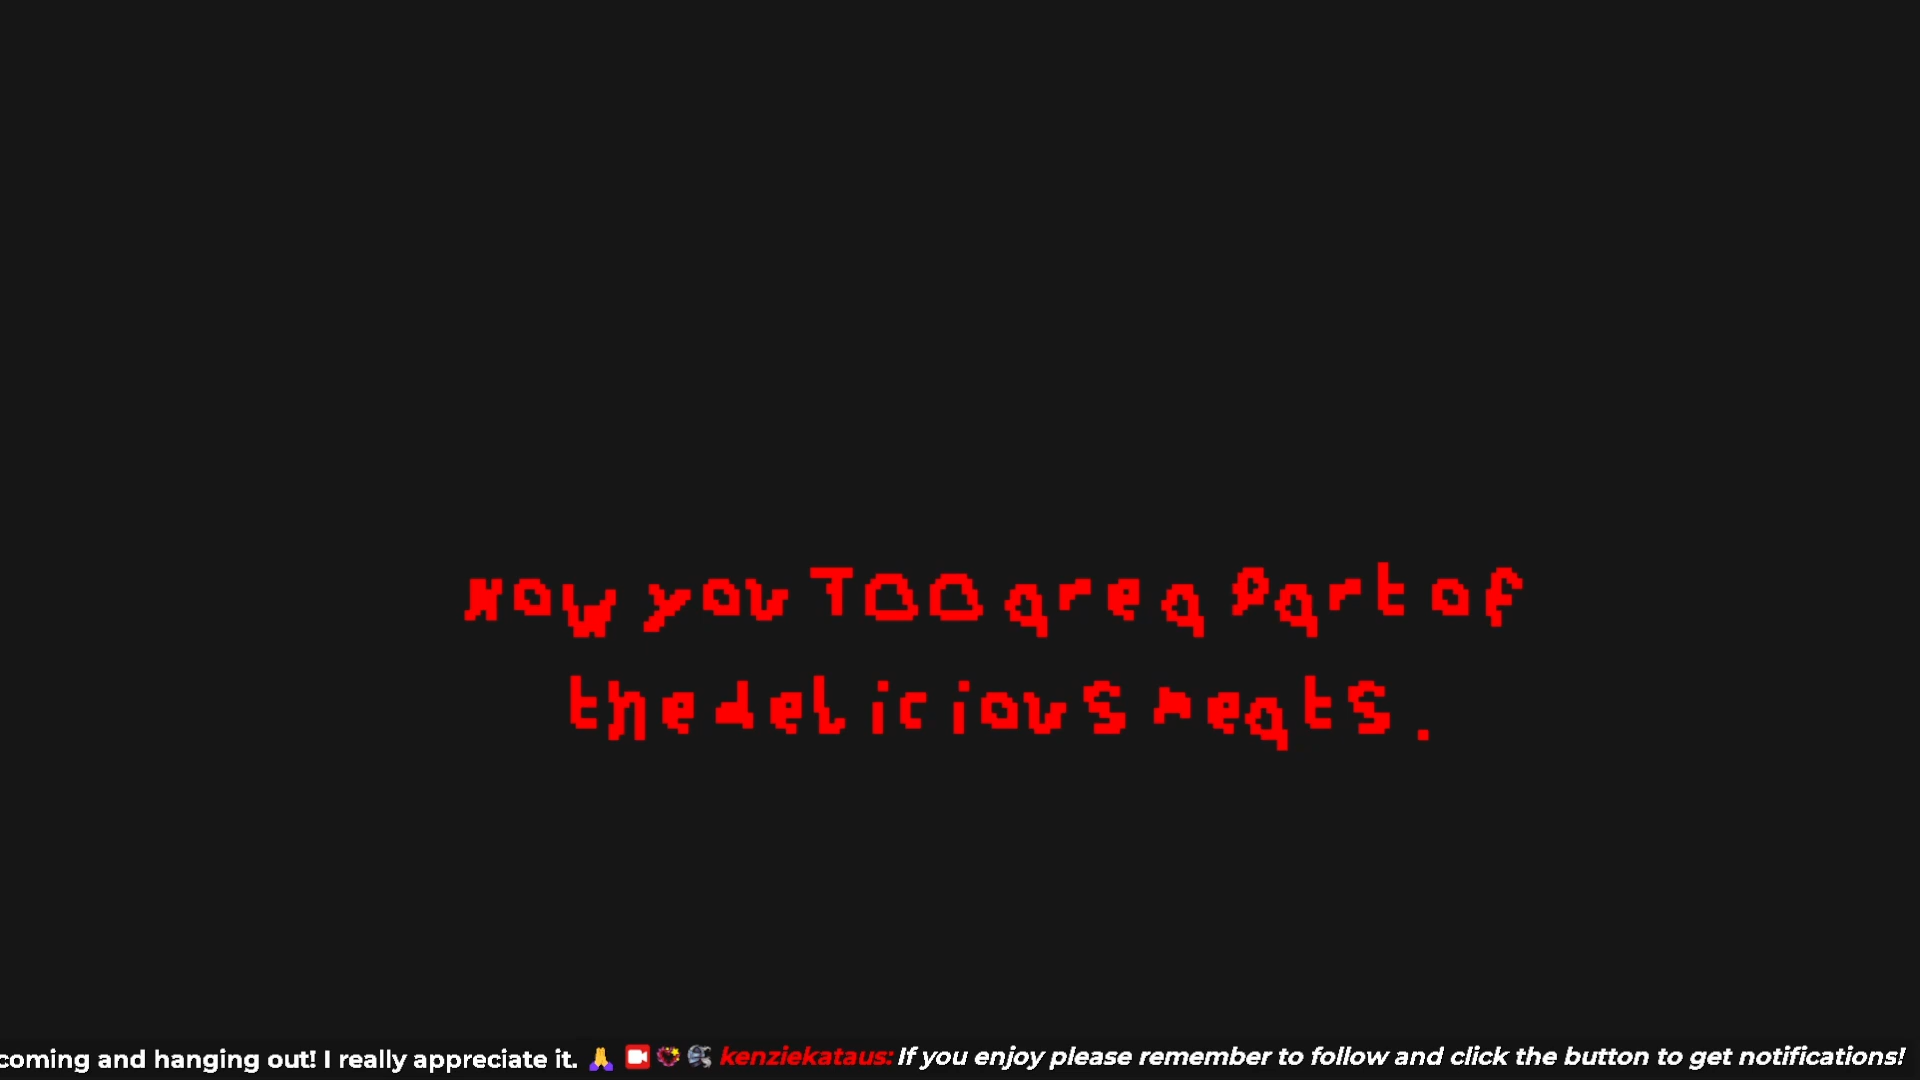 Now you TOO are a part of
the delicious meats.
coming and hanging out! I really appreciate it. 🙏 kenziekataus: If you enjoy please remember to follow and click the button to get notifications!